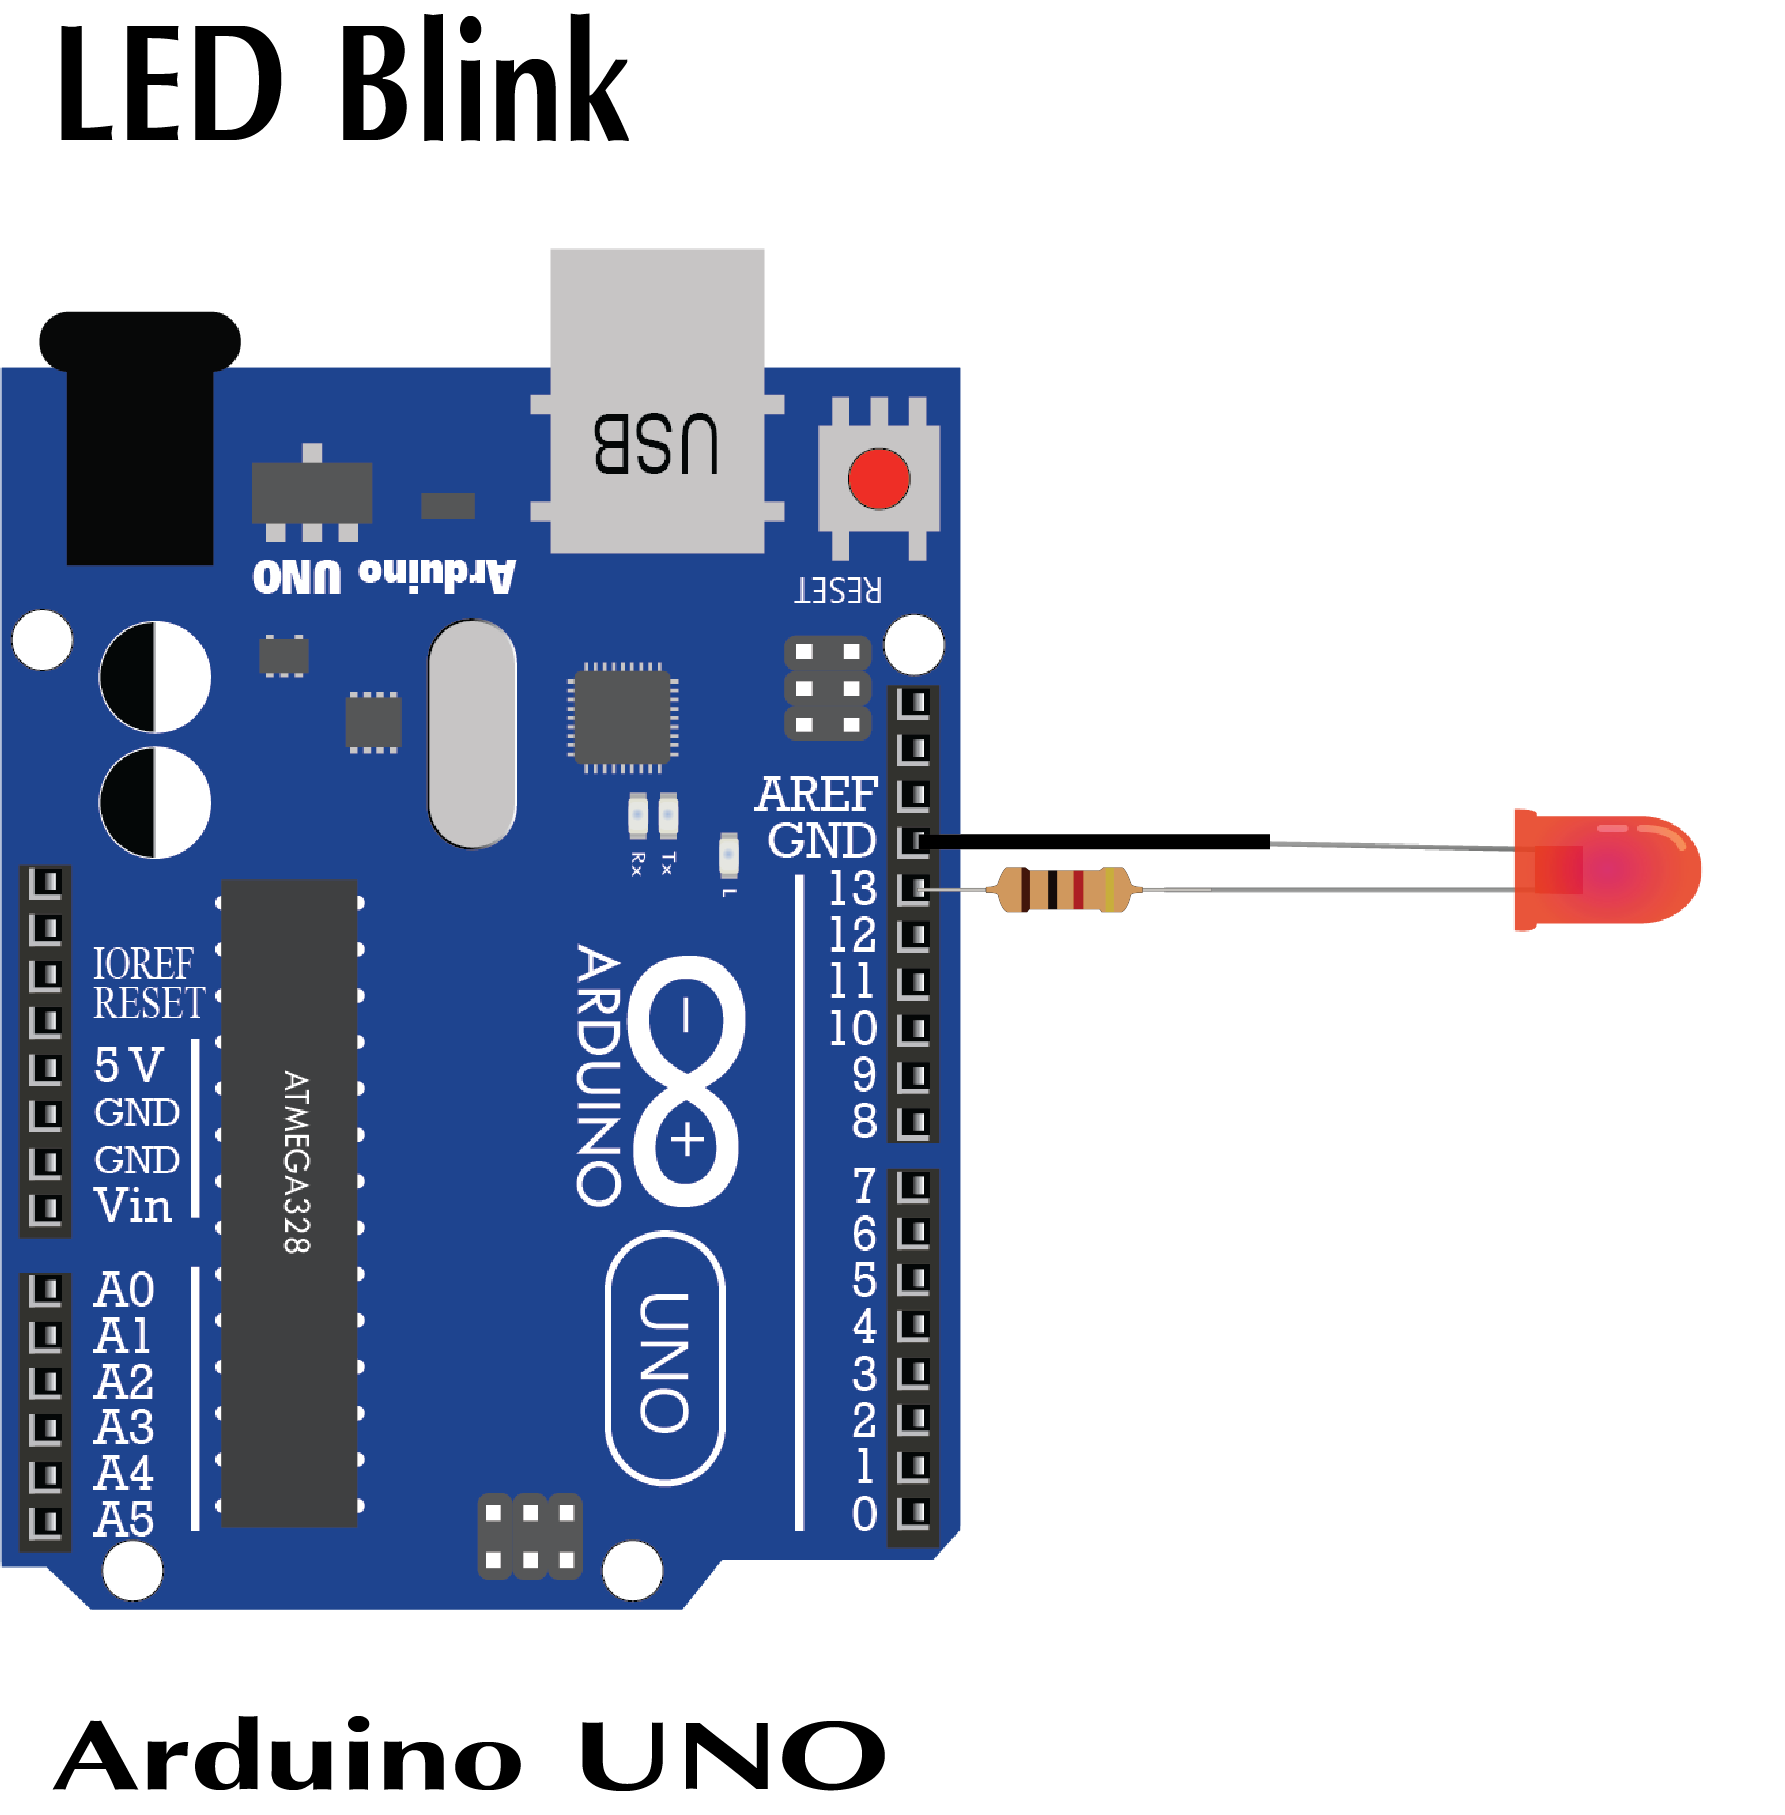 LED Blink
USB
Arduino UNO
RESET
AREF
GND
Rx
Tx
L
13
12
11
10
9
8
7
6
5
4
3
2
1
0
IOREF
RESET
5 V
GND
GND
Vin
A0
A1
A2
A3
A4
A5
ATMEGA328
ARDUINO
− +
UNO
Arduino UNO